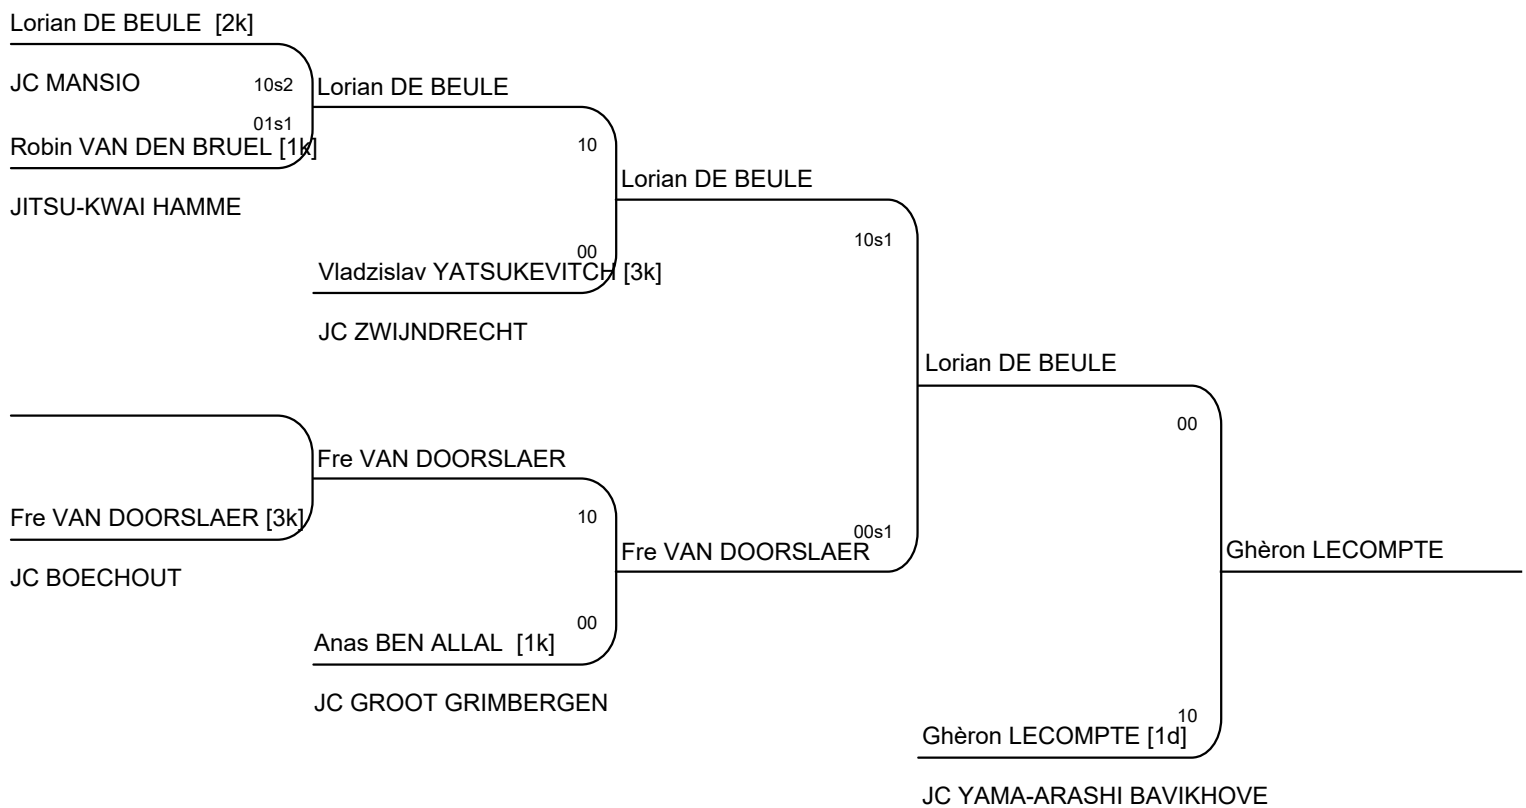 Lorian DE BEULE [2k]
JC MANSIO
10s2
Lorian DE BEULE
01s1
Robin VAN DEN BRUEL [1k]
10
Lorian DE BEULE
JITSU-KWAI HAMME
10s1
00
Vladzislav YATSUKEVITCH [3k]
JC ZWIJNDRECHT
Lorian DE BEULE
00
Fre VAN DOORSLAER
Fre VAN DOORSLAER [3k]
10
00s1
Fre VAN DOORSLAER
Ghèron LECOMPTE
JC BOECHOUT
00
Anas BEN ALLAL [1k]
JC GROOT GRIMBERGEN
10
Ghèron LECOMPTE [1d]
JC YAMA-ARASHI BAVIKHOVE